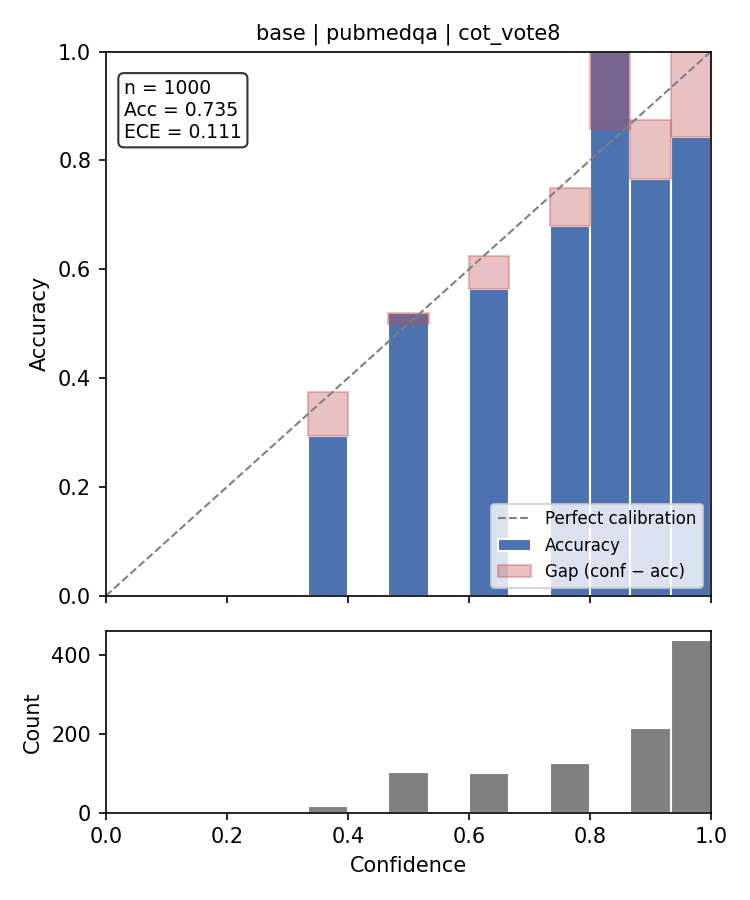 base | pubmedqa | cot_vote8
n = 1000
Acc = 0.735
ECE = 0.111
1.0
0.8
0.6
0.4
0.2
0.0
Accuracy
Perfect calibration
Accuracy
Gap (conf − acc)
400
200
0
Count
0.0 0.2 0.4 0.6 0.8 1.0
Confidence